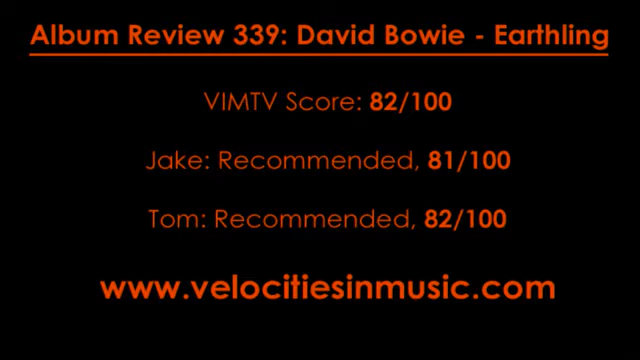 Album Review 339: David Bowie - Earthling
VIMTV Score: 82/100
Jake: Recommended, 81/100
Tom: Recommended, 82/100
www.velocitiesinmusic.com